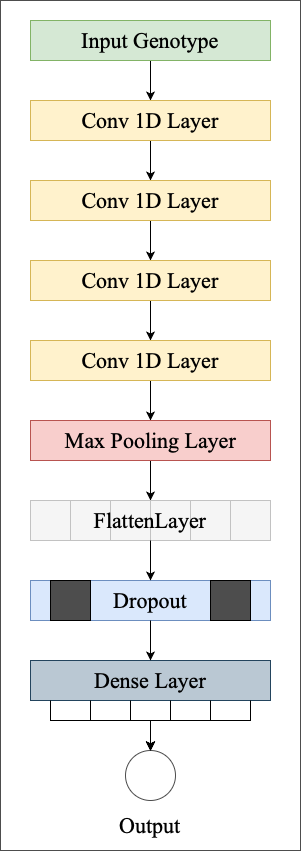 Input Genotype
Conv 1D Layer
Conv 1D Layer
Conv 1D Layer
Conv 1D Layer
Max Pooling Layer
FlattenLayer
Dropout
Dense Layer
Output